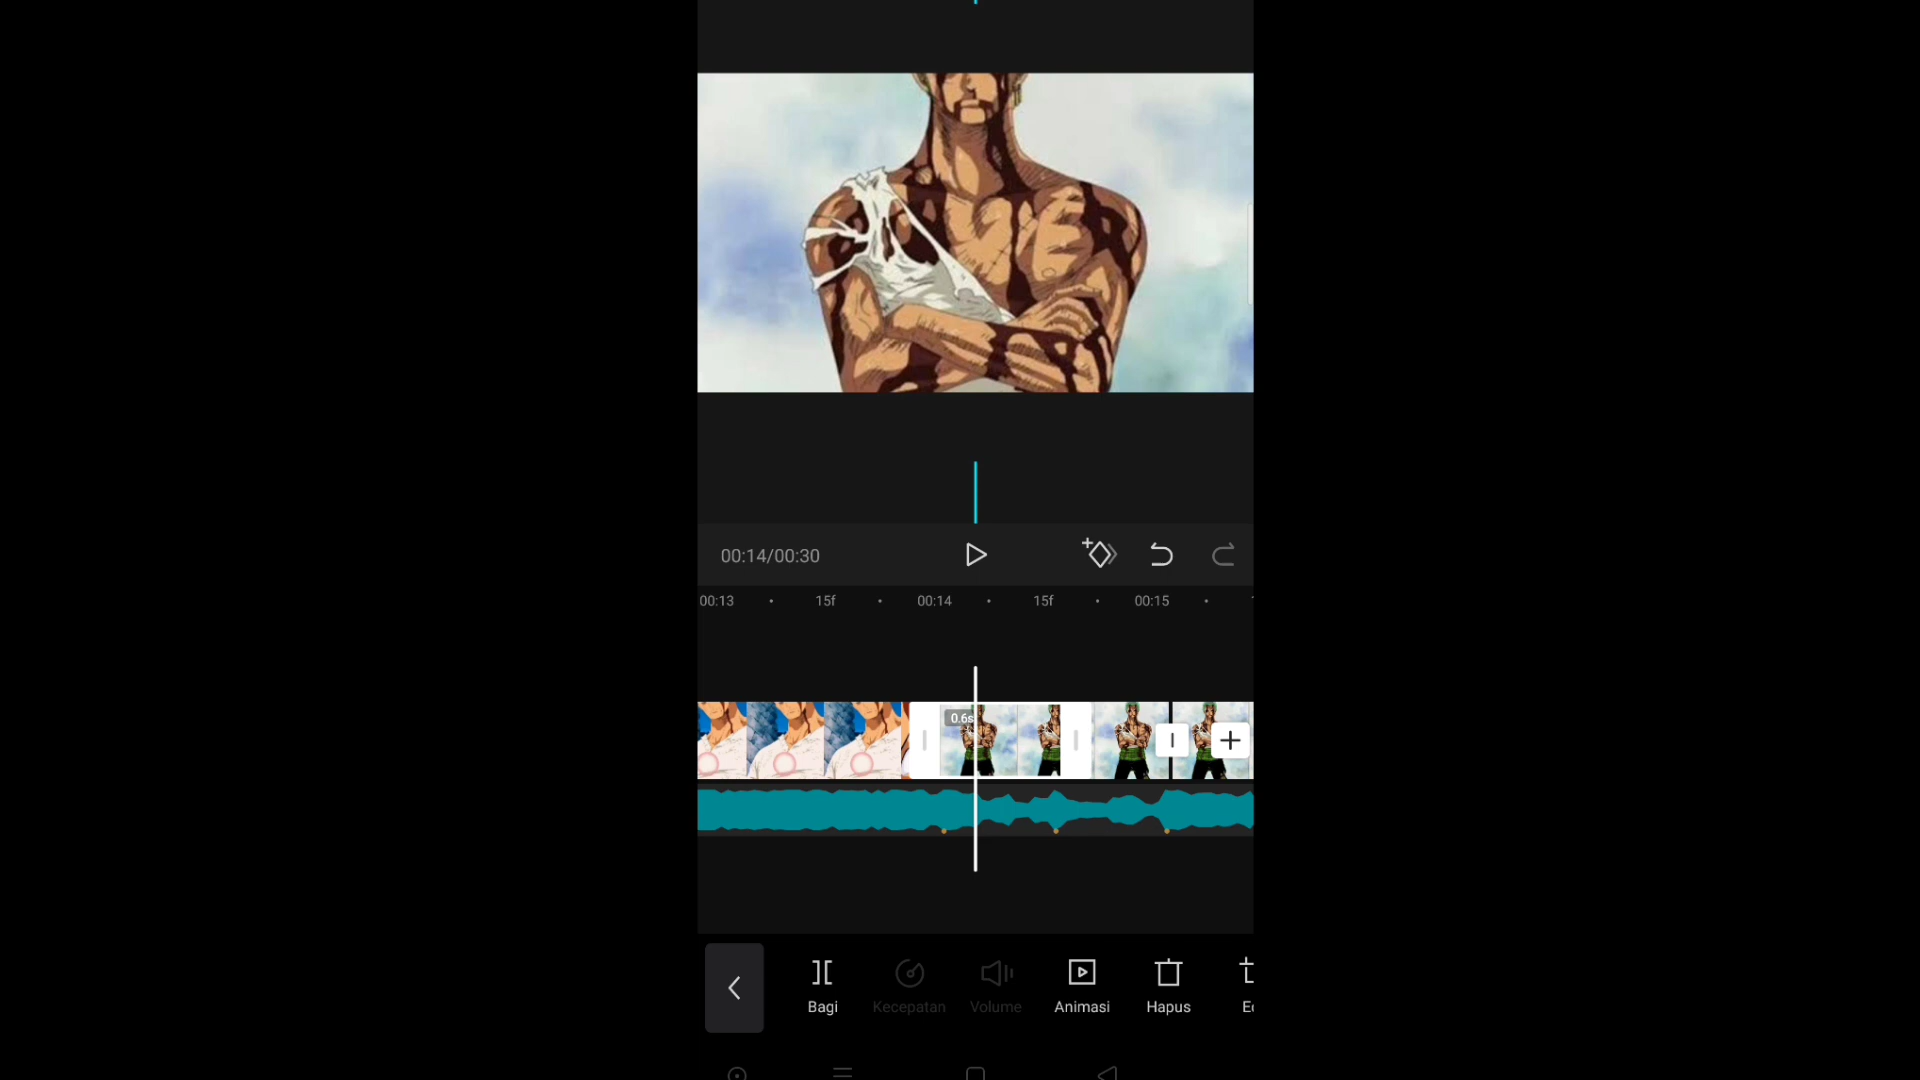 00:14/00:30
00:13 15f 00:14 15f 00:15
0.6s
Bagi Kecepatan Volume Animasi Hapus